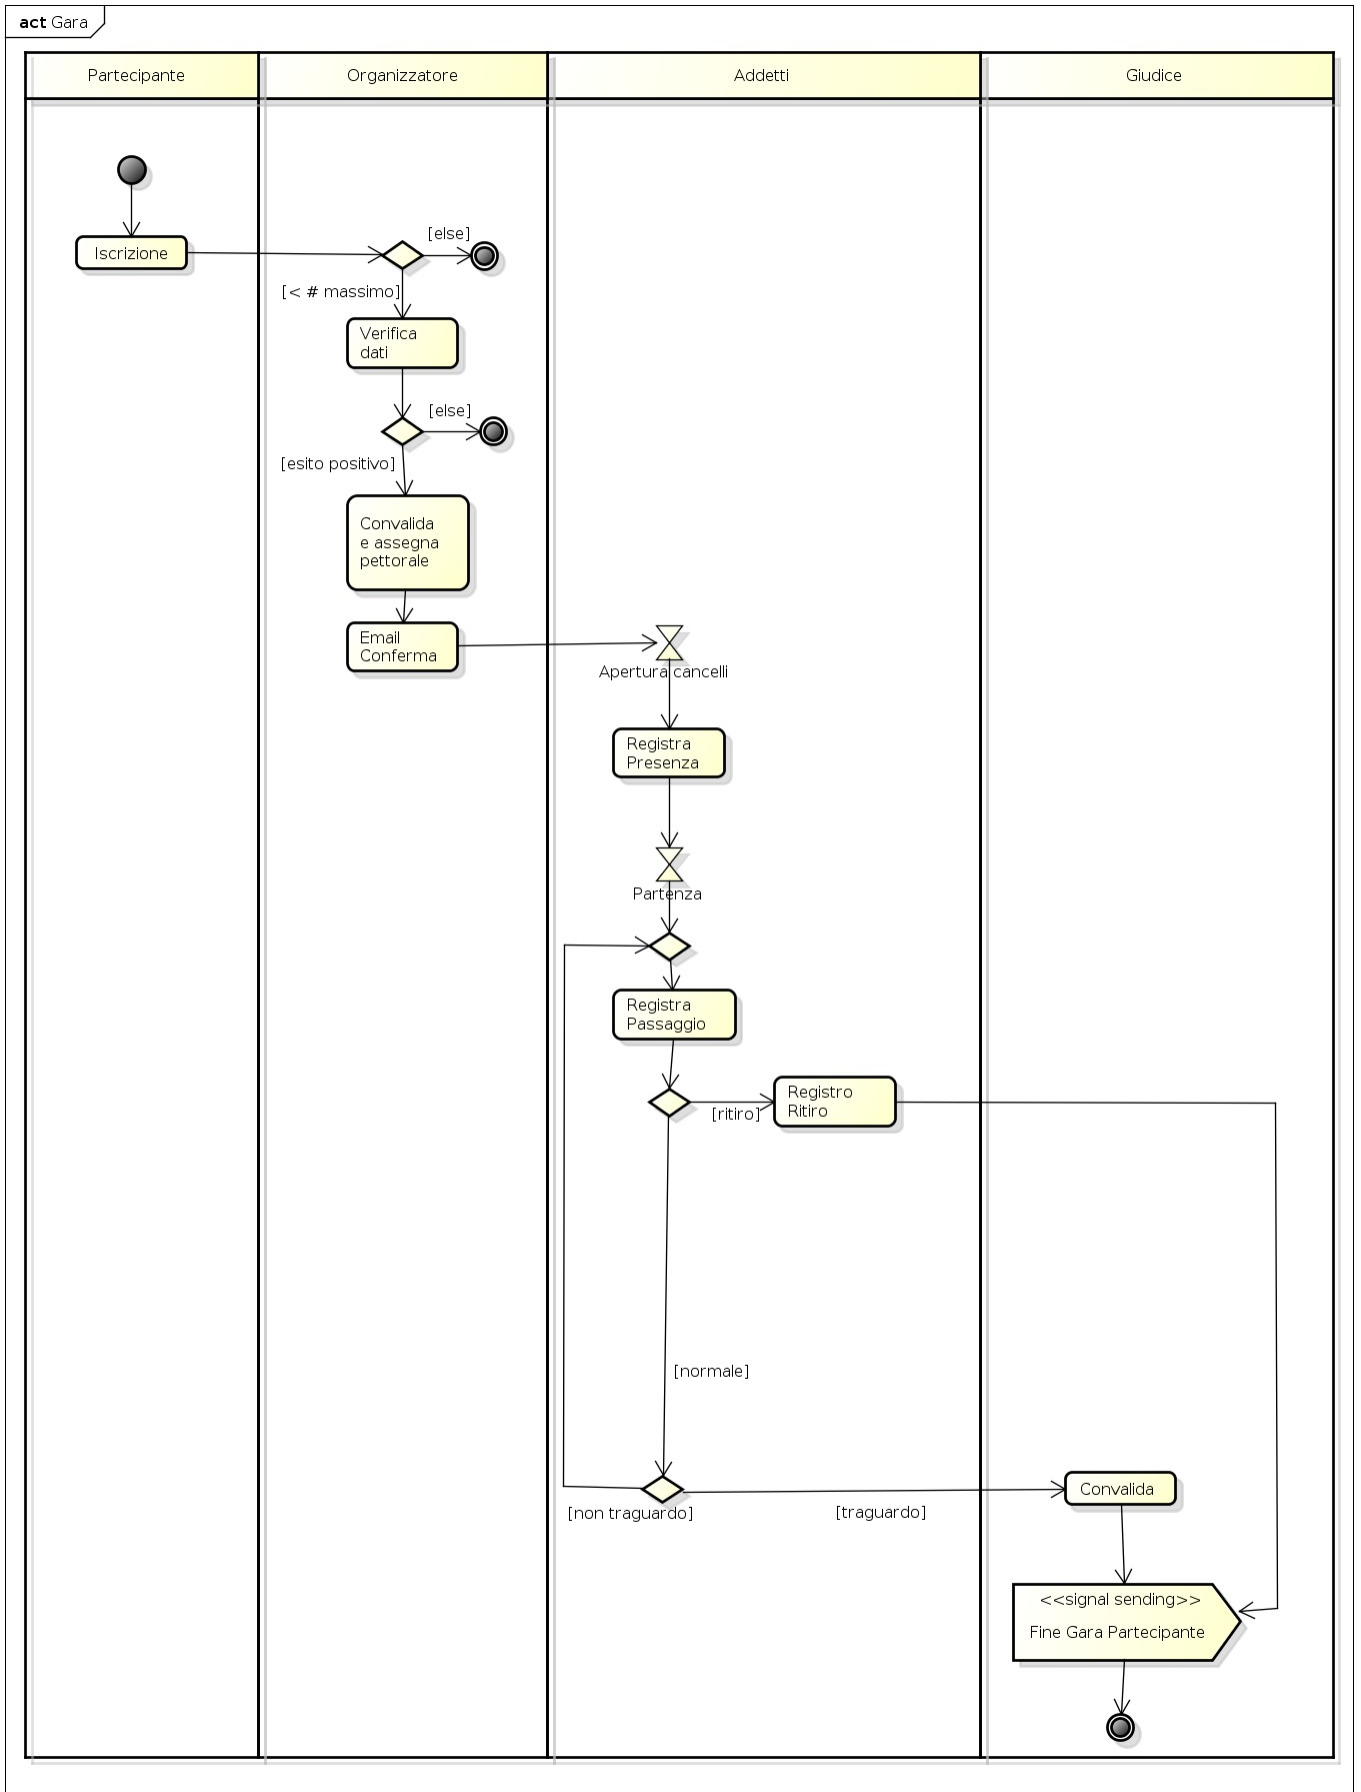 act Gara
Partecipante
Organizzatore
Addetti
Giudice
Iscrizione
[else]
[< # massimo]
Verifica
dati
[else]
[esito positivo]
Convalida
e assegna
pettorale
Email
Conferma
Apertura cancelli
Registra
Presenza
Partenza
Registra
Passaggio
[ritiro]
Registro
Ritiro
[normale]
[non traguardo]
[traguardo]
Convalida
<<signal sending>>
Fine Gara Partecipante